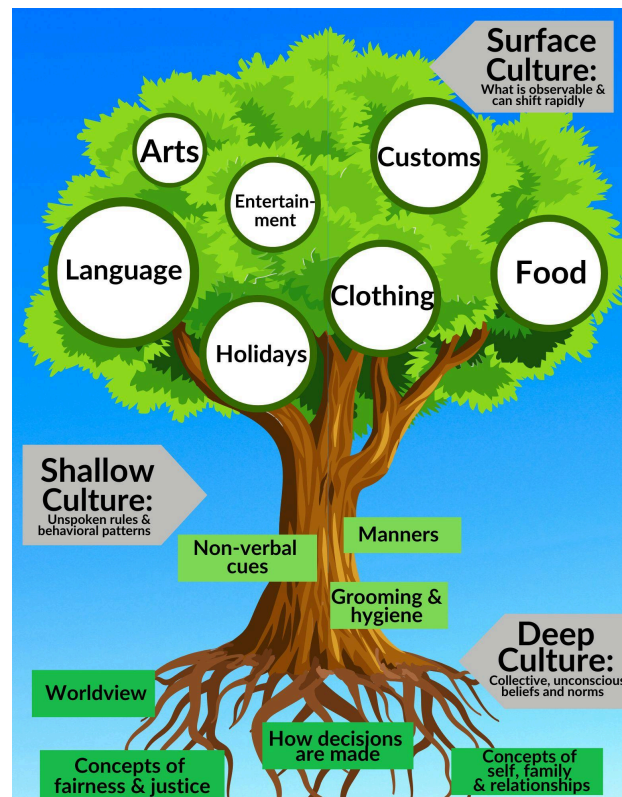 Surface
Culture:
What is observable &
can shift rapidly
Arts
Customs
Entertain-
ment
Language
Food
Clothing
Holidays
Shallow
Culture:
Unspoken rules &
behavioral patterns
Manners
Non-verbal
cues
Grooming &
hygiene
Deep
Culture:
Collective, unconscious
beliefs and norms
Worldview
How decisions
are made
Concepts of
fairness & justice
Concepts of
self, family
& relationships